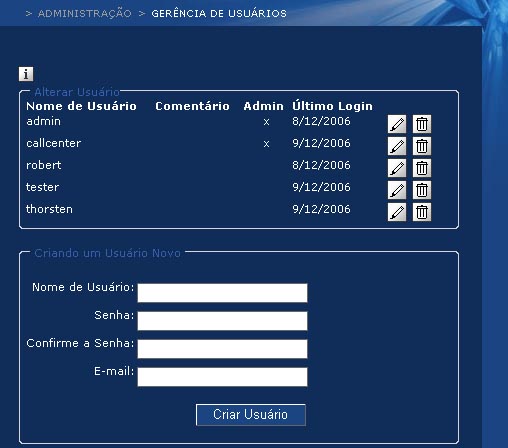 > ADMINISTRAÇÃO > GERÊNCIA DE USUÁRIOS
i
Alterar Usuário
Nome de Usuário Comentário Admin Último Login
admin x 8/12/2006
callcenter x 9/12/2006
robert 8/12/2006
tester 9/12/2006
thorsten 9/12/2006
Criando um Usuário Novo
Nome de Usuário:
Senha:
Confirme a Senha:
E-mail:
Criar Usuário